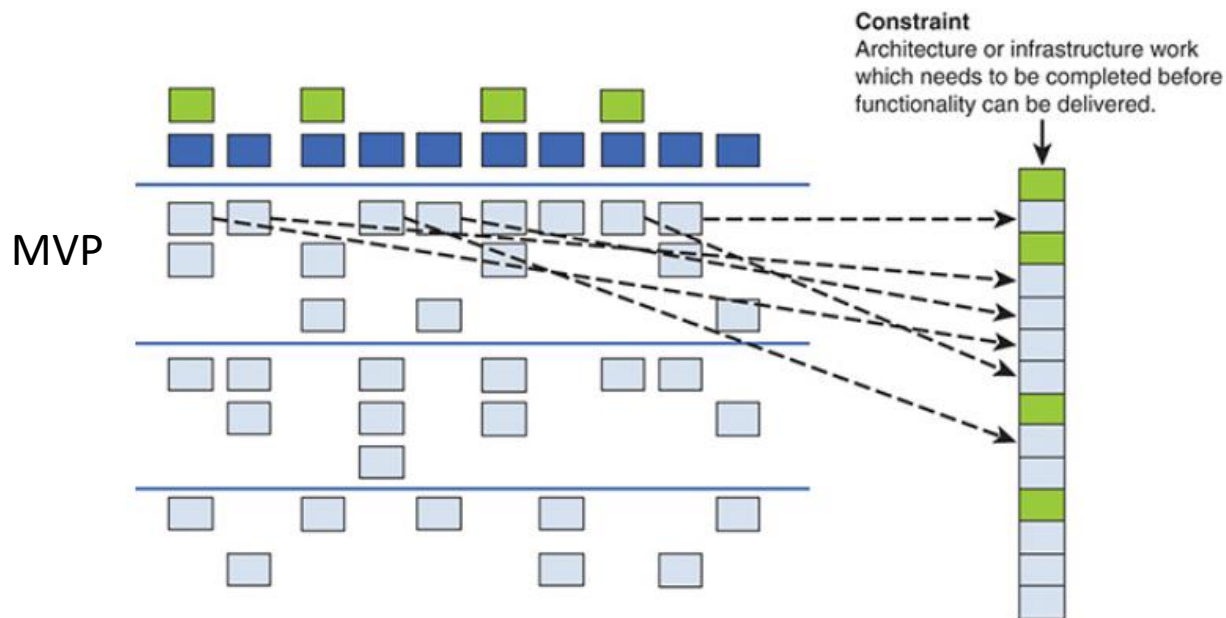 Constraint
Architecture or infrastructure work
which needs to be completed before
functionality can be delivered.
MVP